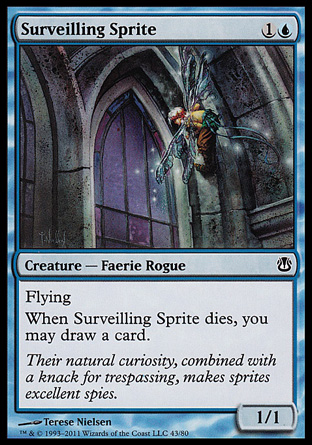 Surveilling Sprite 1
Creature — Faerie Rogue
Flying
When Surveilling Sprite dies, you
may draw a card.
Their natural curiosity, combined with
a knack for trespassing, makes sprites
excellent spies.
Terese Nielsen
1/1
™ & © 1993–2011 Wizards of the Coast LLC 43/80